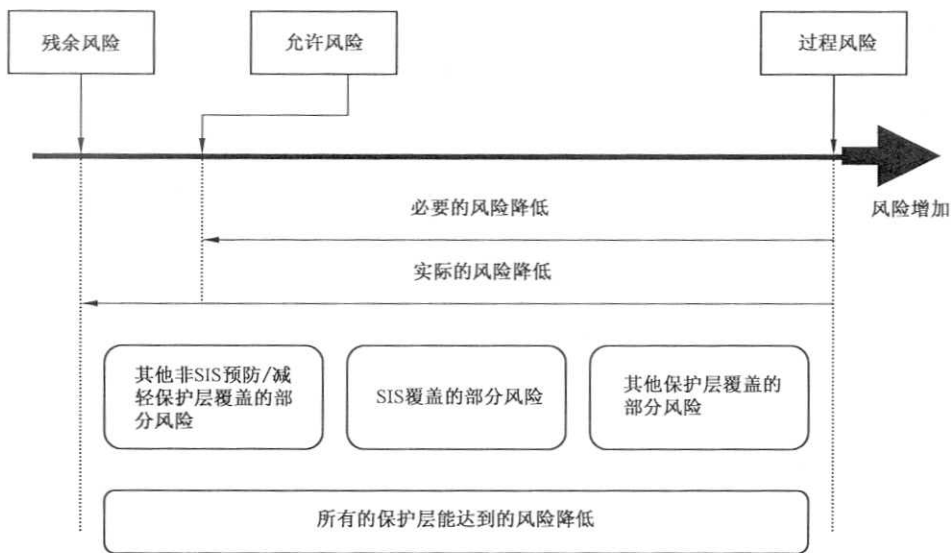 残余风险
允许风险
过程风险
风险增加
必要的风险降低
实际的风险降低
其他非SIS预防/减
轻保护层覆盖的部
分风险
SIS覆盖的部分风险
其他保护层覆盖的
部分风险
所有的保护层能达到的风险降低